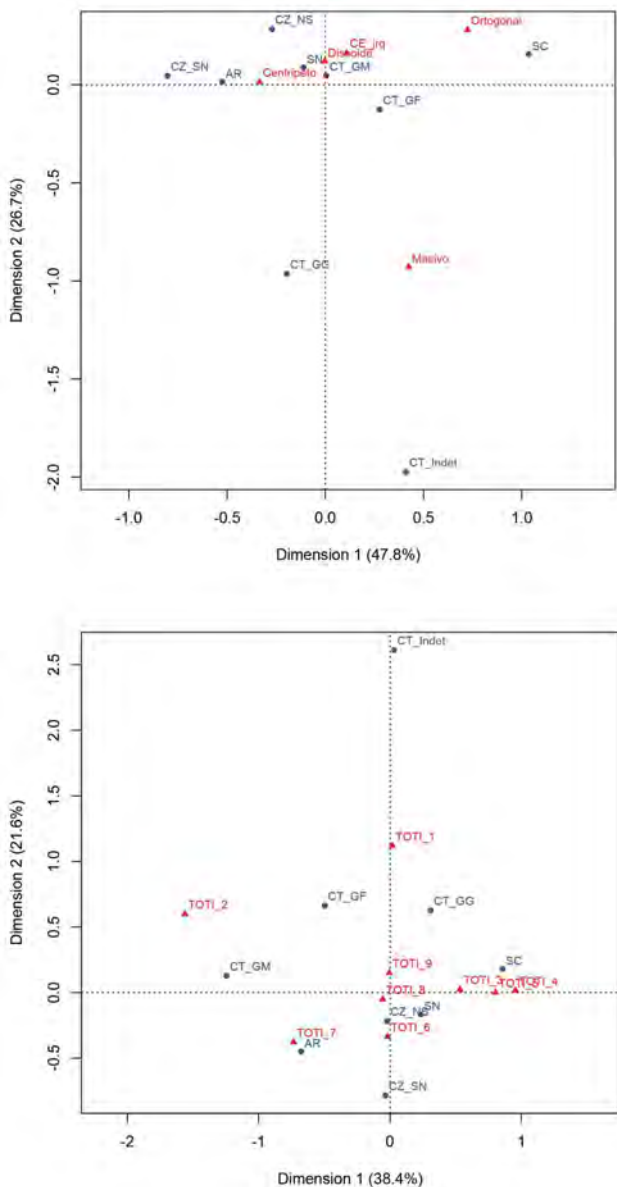 CZ_NS
Ortogonal
CE_jrq
SC
SN
Discoide
CZ_SN
AR
Centripeto
CT_GM
0.0
CT_GF
-0.5
Dimension 2 (26.7%)
CT_GG
Masivo
-1.0
-1.5
CT_Indet
-2.0
-1.0 -0.5 0.0 0.5 1.0
Dimension 1 (47.8%)
CT_Indet
2.5
2.0
1.5
TOTI_1
1.0
Dimension 2 (21.6%)
TOTI_2
CT_GF
CT_GG
0.5
CT_GM
TOTI_9
SC
TOTI_3 TOTI_5 TOTI_4
0.0
TOTI_8
CZ_NS
SN
TOTI_7
TOTI_6
AR
-0.5
CZ_SN
-2 -1 0 1
Dimension 1 (38.4%)